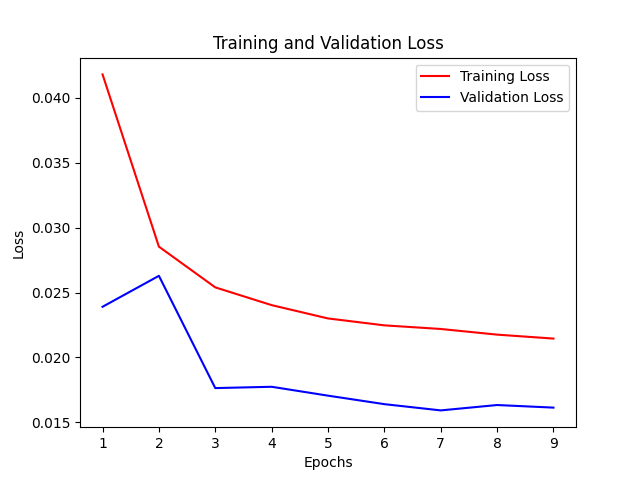 Training and Validation Loss
Training Loss
Validation Loss
0.040
0.035
0.030
0.025
0.020
0.015
Loss
1 2 3 4 5 6 7 8 9
Epochs